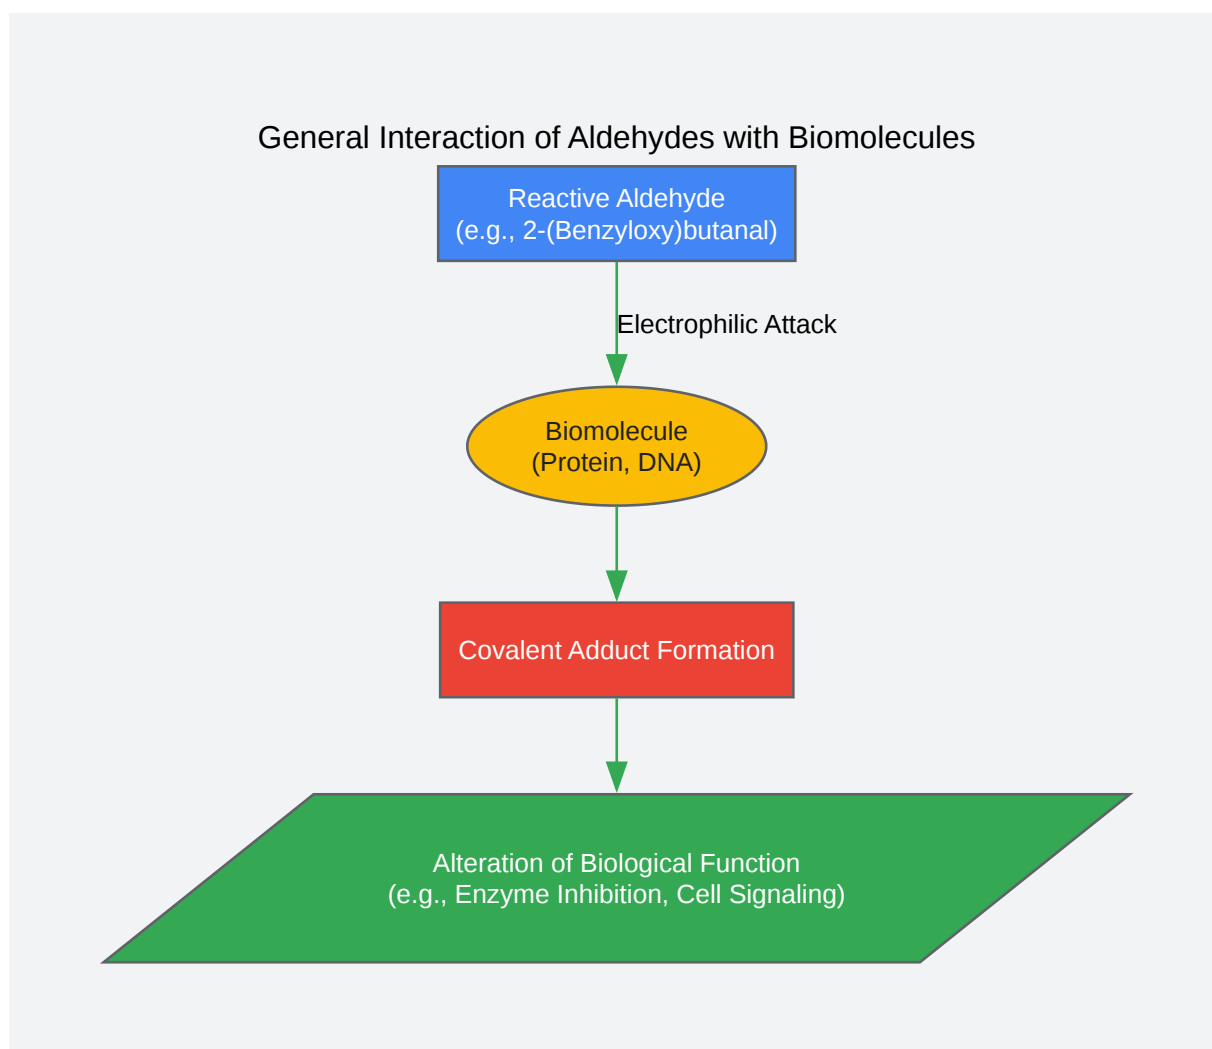 General Interaction of Aldehydes with Biomolecules
Reactive Aldehyde
(e.g., 2-(Benzyloxy)butanal)
Electrophilic Attack
Biomolecule
(Protein, DNA)
Covalent Adduct Formation
Alteration of Biological Function
(e.g., Enzyme Inhibition, Cell Signaling)